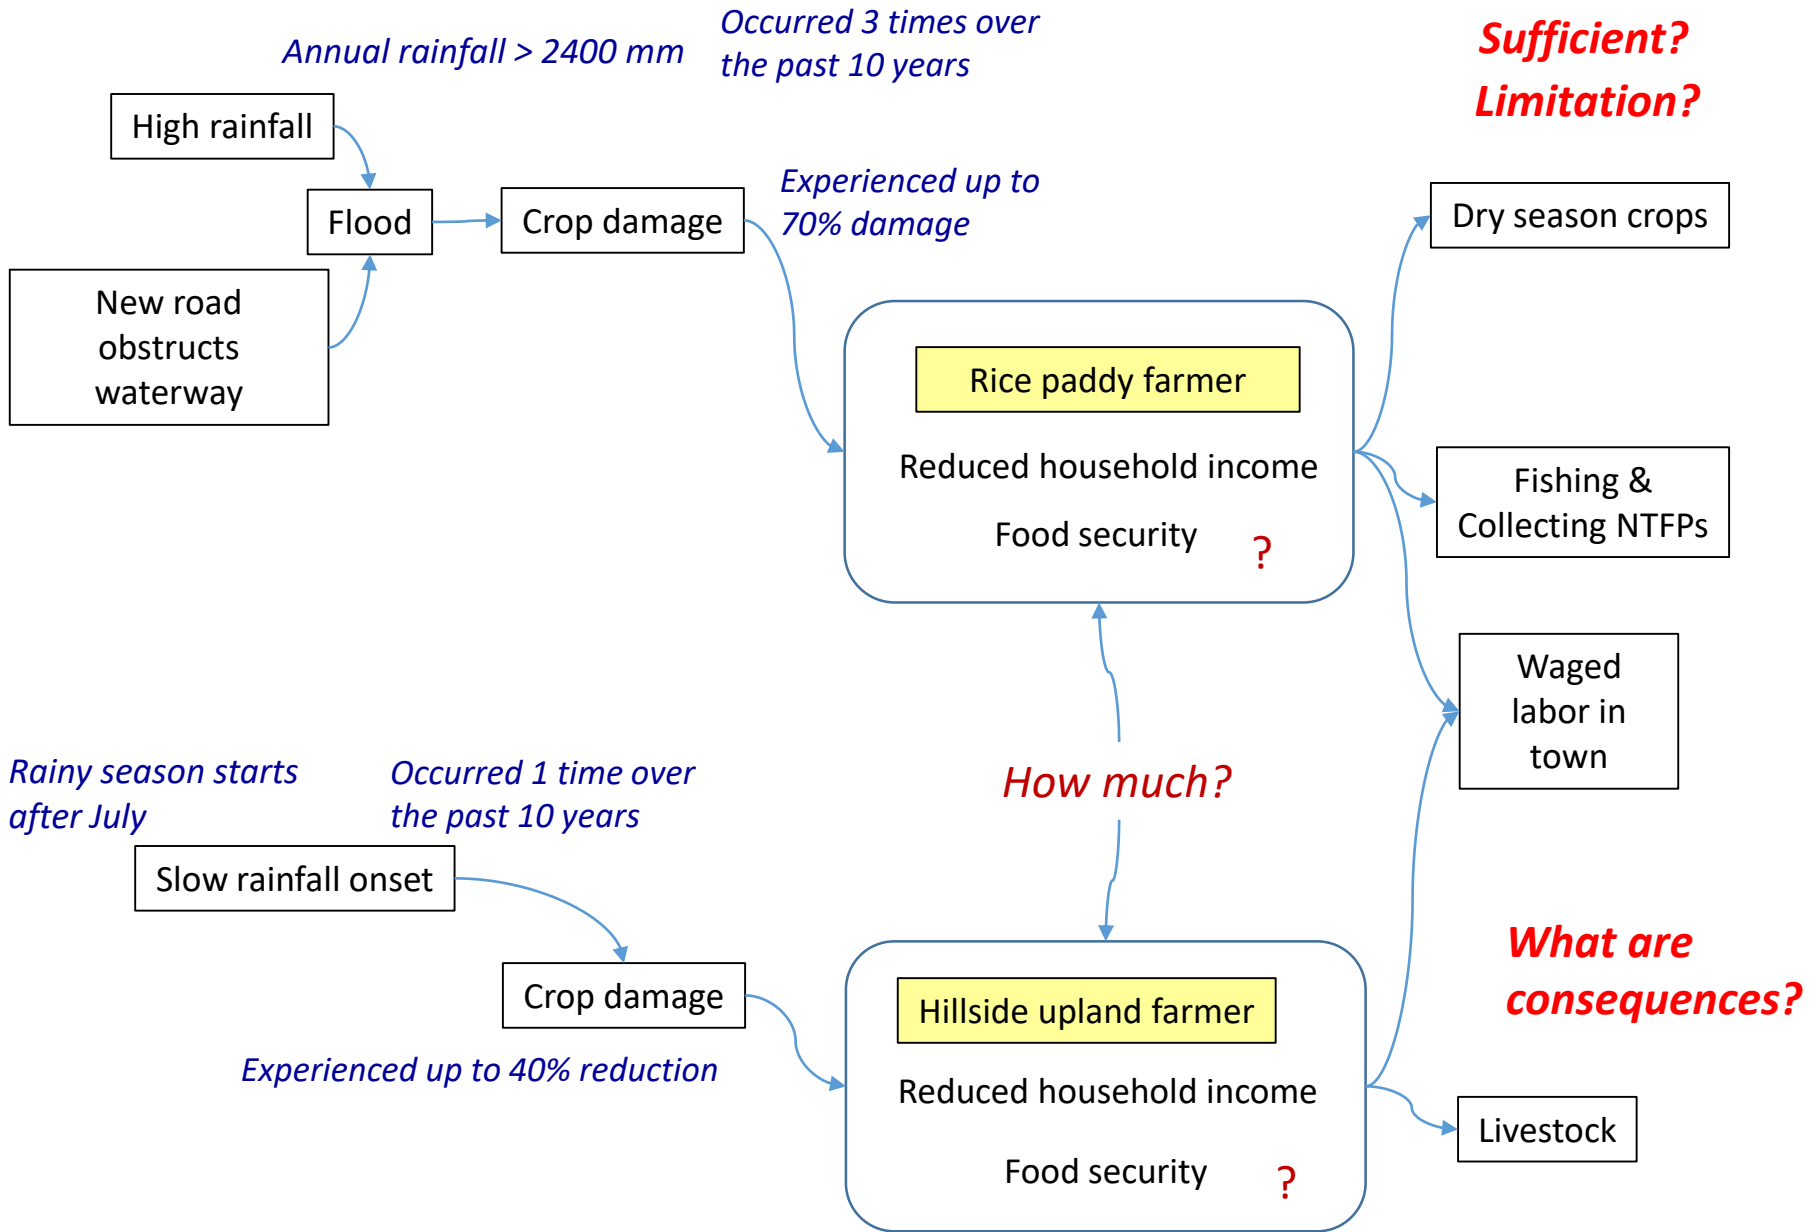 Annual rainfall > 2400 mm
Occurred 3 times over
the past 10 years
Sufficient?
Limitation?
High rainfall
Flood
Crop damage
Experienced up to
70% damage
New road
obstructs
waterway
Rice paddy farmer
Reduced household income
Food security
?
Dry season crops
Fishing &
Collecting NTFPs
Waged
labor in
town
How much?
Rainy season starts
after July
Occurred 1 time over
the past 10 years
Slow rainfall onset
Crop damage
Experienced up to 40% reduction
Hillside upland farmer
Reduced household income
Food security
?
What are
consequences?
Livestock